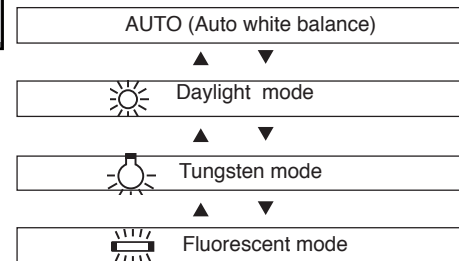 AUTO (Auto white balance)
Daylight mode
Tungsten mode
Fluorescent mode